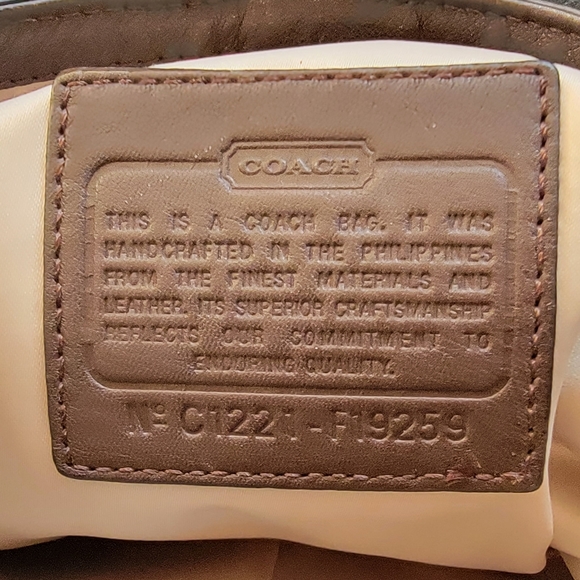 COACH
THIS IS A COACH BAG. IT WAS
HANDCRAFTED IN THE PHILIPPINES
FROM THE FINEST MATERIALS AND
LEATHER. ITS SUPERIOR CRAFTSMANSHIP
REFLECTS OUR COMMITMENT TO
ENDURING QUALITY.
Nº C1221-F19259